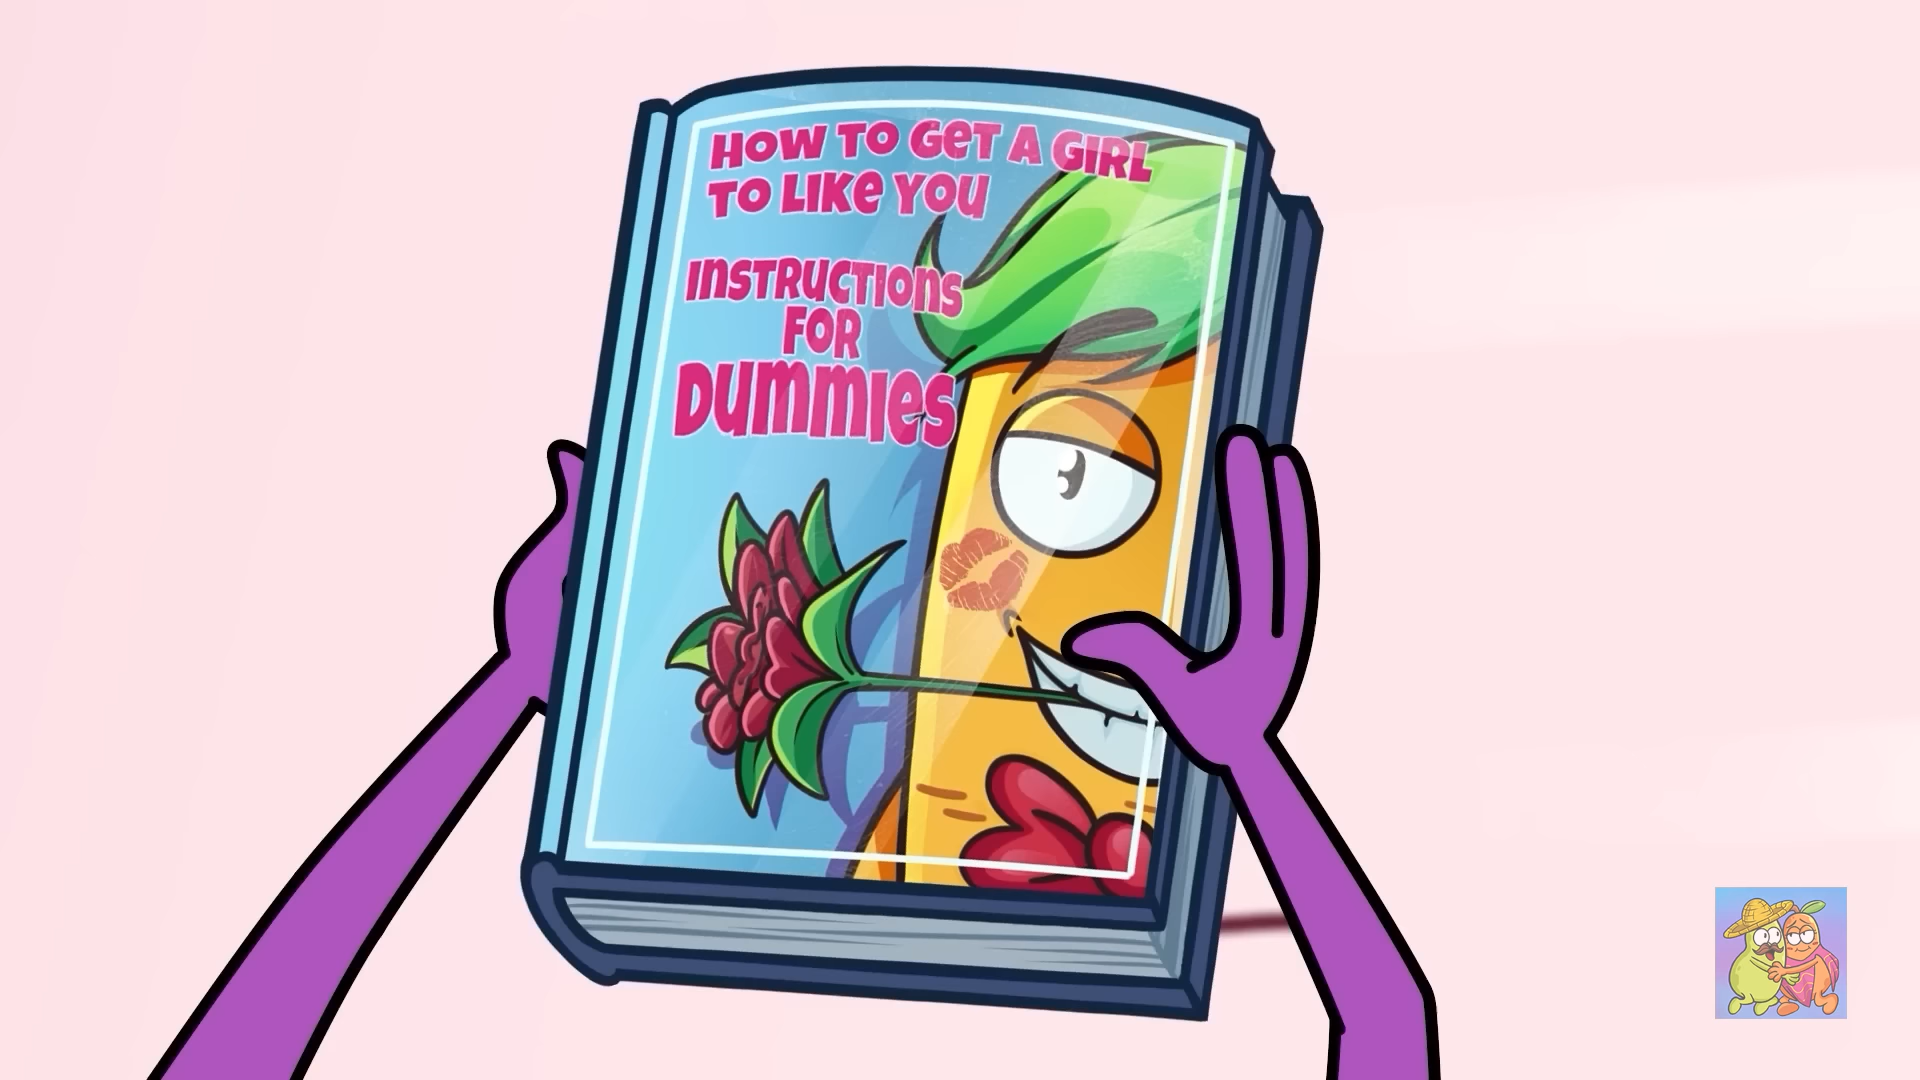 HOW TO GET A GIRL
TO LIKE YOU
INSTRUCTIONS
FOR
DUMMIES